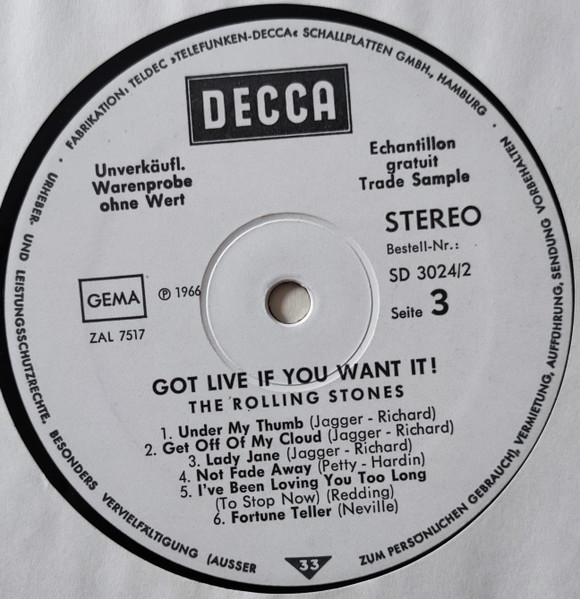 FABRIKATION: TELDEC »TELEFUNKEN-DECCA« SCHALLPLATTEN GMBH., HAMBURG ·
URHEBER- UND LEISTUNGSSCHUTZRECHTE, BESONDERS VERVIELFÄLTIGUNG (AUSSER ZUM PERSÖNLICHEN GEBRAUCH), VERMIETUNG, AUFFÜHRUNG, SENDUNG VORBEHALTEN ·
DECCA
Unverkäufl.
Warenprobe
ohne Wert
Echantillon
gratuit
Trade Sample
STEREO
Bestell-Nr.:
SD 3024/2
Seite 3
GEMA
℗ 1966
ZAL 7517
GOT LIVE IF YOU WANT IT!
THE ROLLING STONES
1. Under My Thumb (Jagger - Richard)
2. Get Off Of My Cloud (Jagger - Richard)
3. Lady Jane (Jagger - Richard)
4. Not Fade Away (Petty - Hardin)
5. I've Been Loving You Too Long
(To Stop Now) (Redding)
6. Fortune Teller (Neville)
33